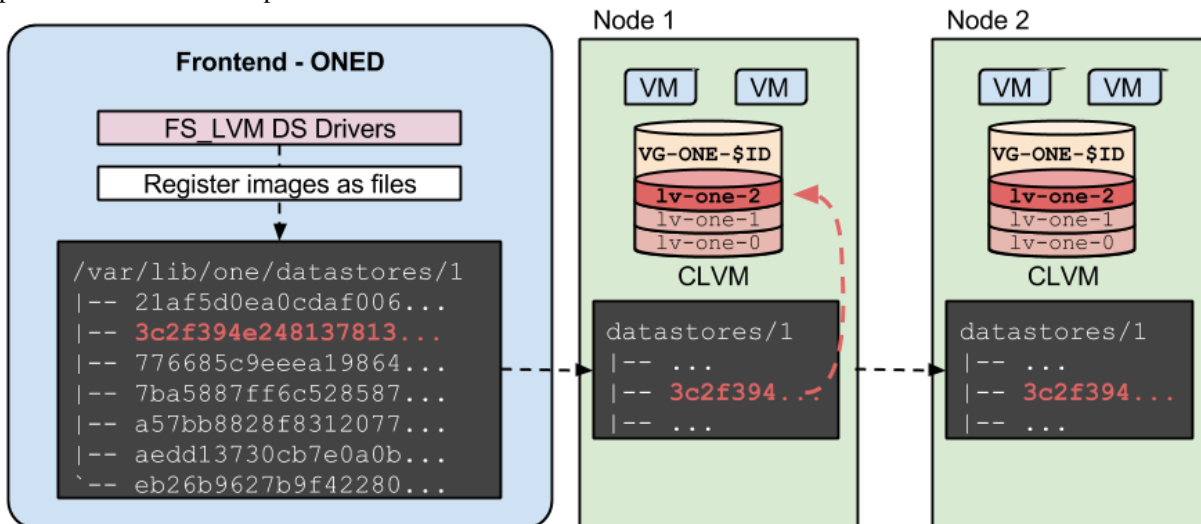 Frontend - ONED
FS_LVM DS Drivers
Register images as files
/var/lib/one/datastores/1
|-- 21af5d0ea0cdaf006...
|-- 3c2f394e248137813...
|-- 776685c9eeea19864...
|-- 7ba5887ff6c528587...
|-- a57bb8828f8312077...
|-- aedd13730cb7e0a0b...
`-- eb26b9627b9f42280...
Node 1
VM VM
VG-ONE-$ID
lv-one-2
lv-one-1
lv-one-0
CLVM
datastores/1
|-- ...
|-- 3c2f394...
|-- ...
Node 2
VM VM
VG-ONE-$ID
lv-one-2
lv-one-1
lv-one-0
CLVM
datastores/1
|-- ...
|-- 3c2f394...
|-- ...